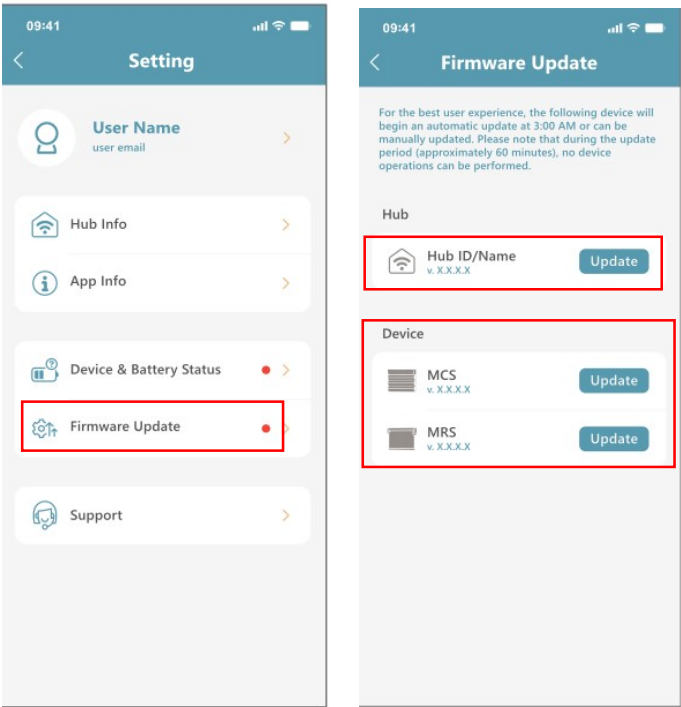 09:41
Setting
User Name
user email
Hub Info
App Info
Device & Battery Status
Firmware Update
Support
09:41
Firmware Update
For the best user experience, the following device will
begin an automatic update at 3:00 AM or can be
manually updated. Please note that during the update
period (approximately 60 minutes), no device
operations can be performed.
Hub
Hub ID/Name
v. X.X.X.X
Update
Device
MCS
v. X.X.X.X
Update
MRS
v. X.X.X.X
Update